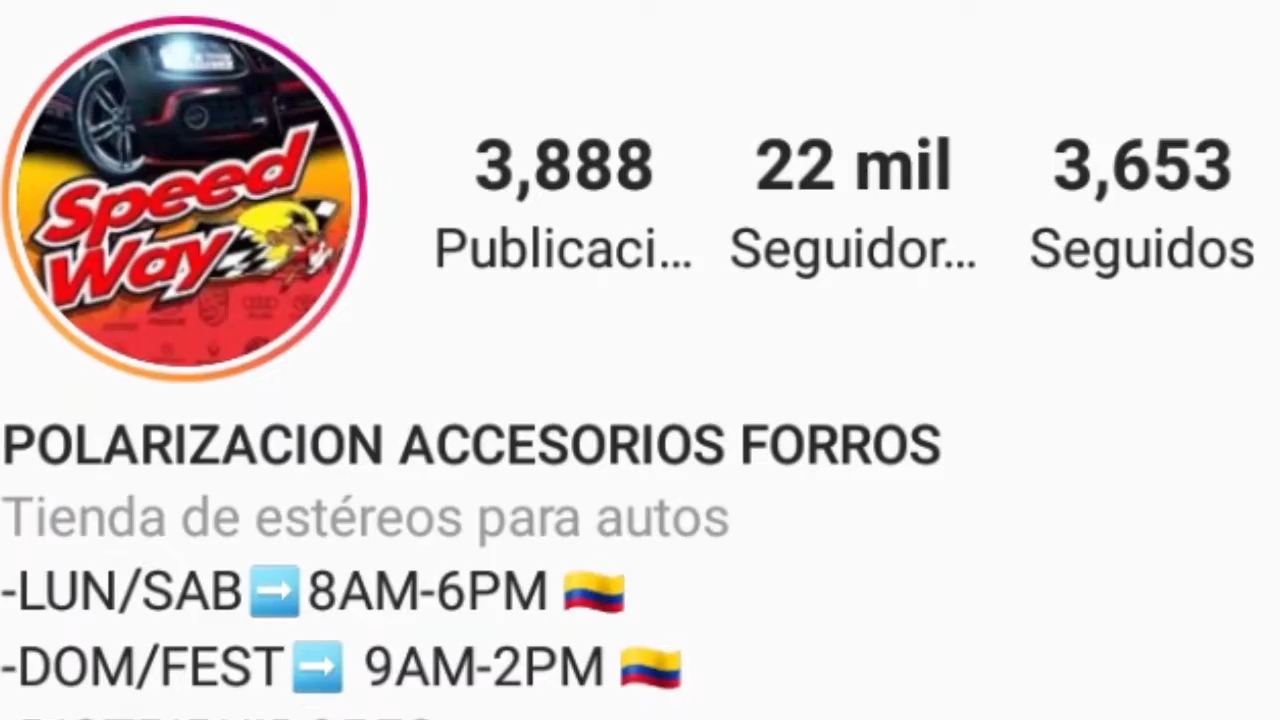 Speed
Way
3,888 22 mil 3,653
Publicaci... Seguidor... Seguidos
POLARIZACION ACCESORIOS FORROS
Tienda de estéreos para autos
-LUN/SAB➡️8AM-6PM 🇨🇴
-DOM/FEST➡️ 9AM-2PM 🇨🇴